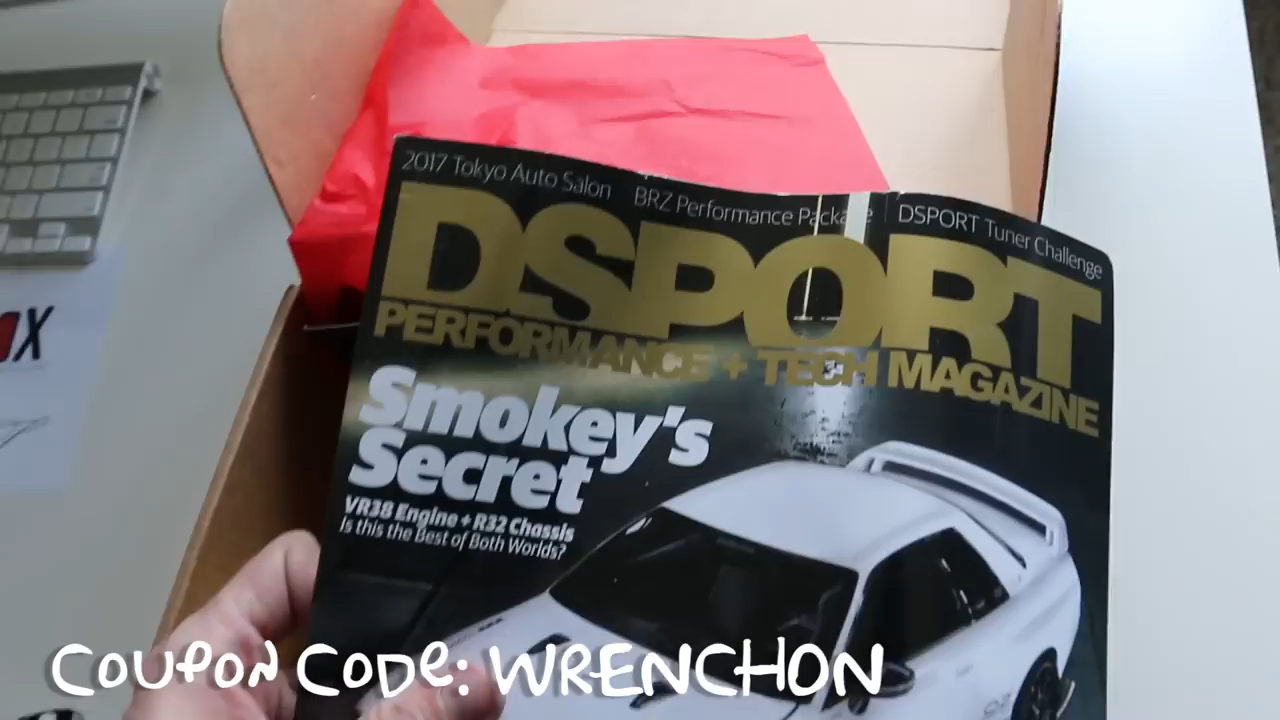 2017 Tokyo Auto Salon BRZ Performance Package DSPORT Tuner Challenge
DSPORT
PERFORMANCE + TECH MAGAZINE
Smokey's
Secret
VR38 Engine + R32 Chassis
Is this the Best of Both Worlds?
COUPON CODE: WRENCHON